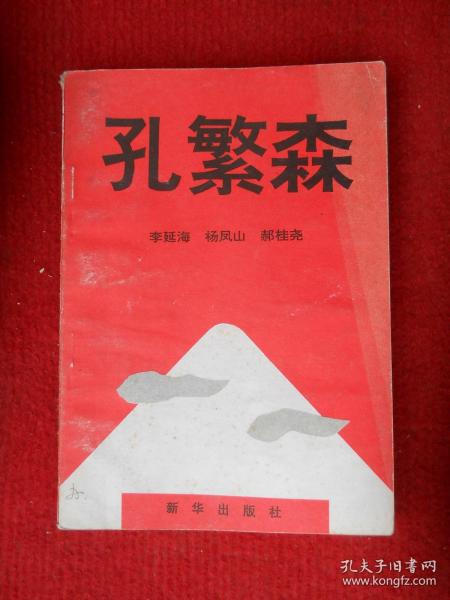 孔繁森
李延海 杨凤山 郝桂尧
新华出版社
孔夫子旧书网
www.kongfz.com